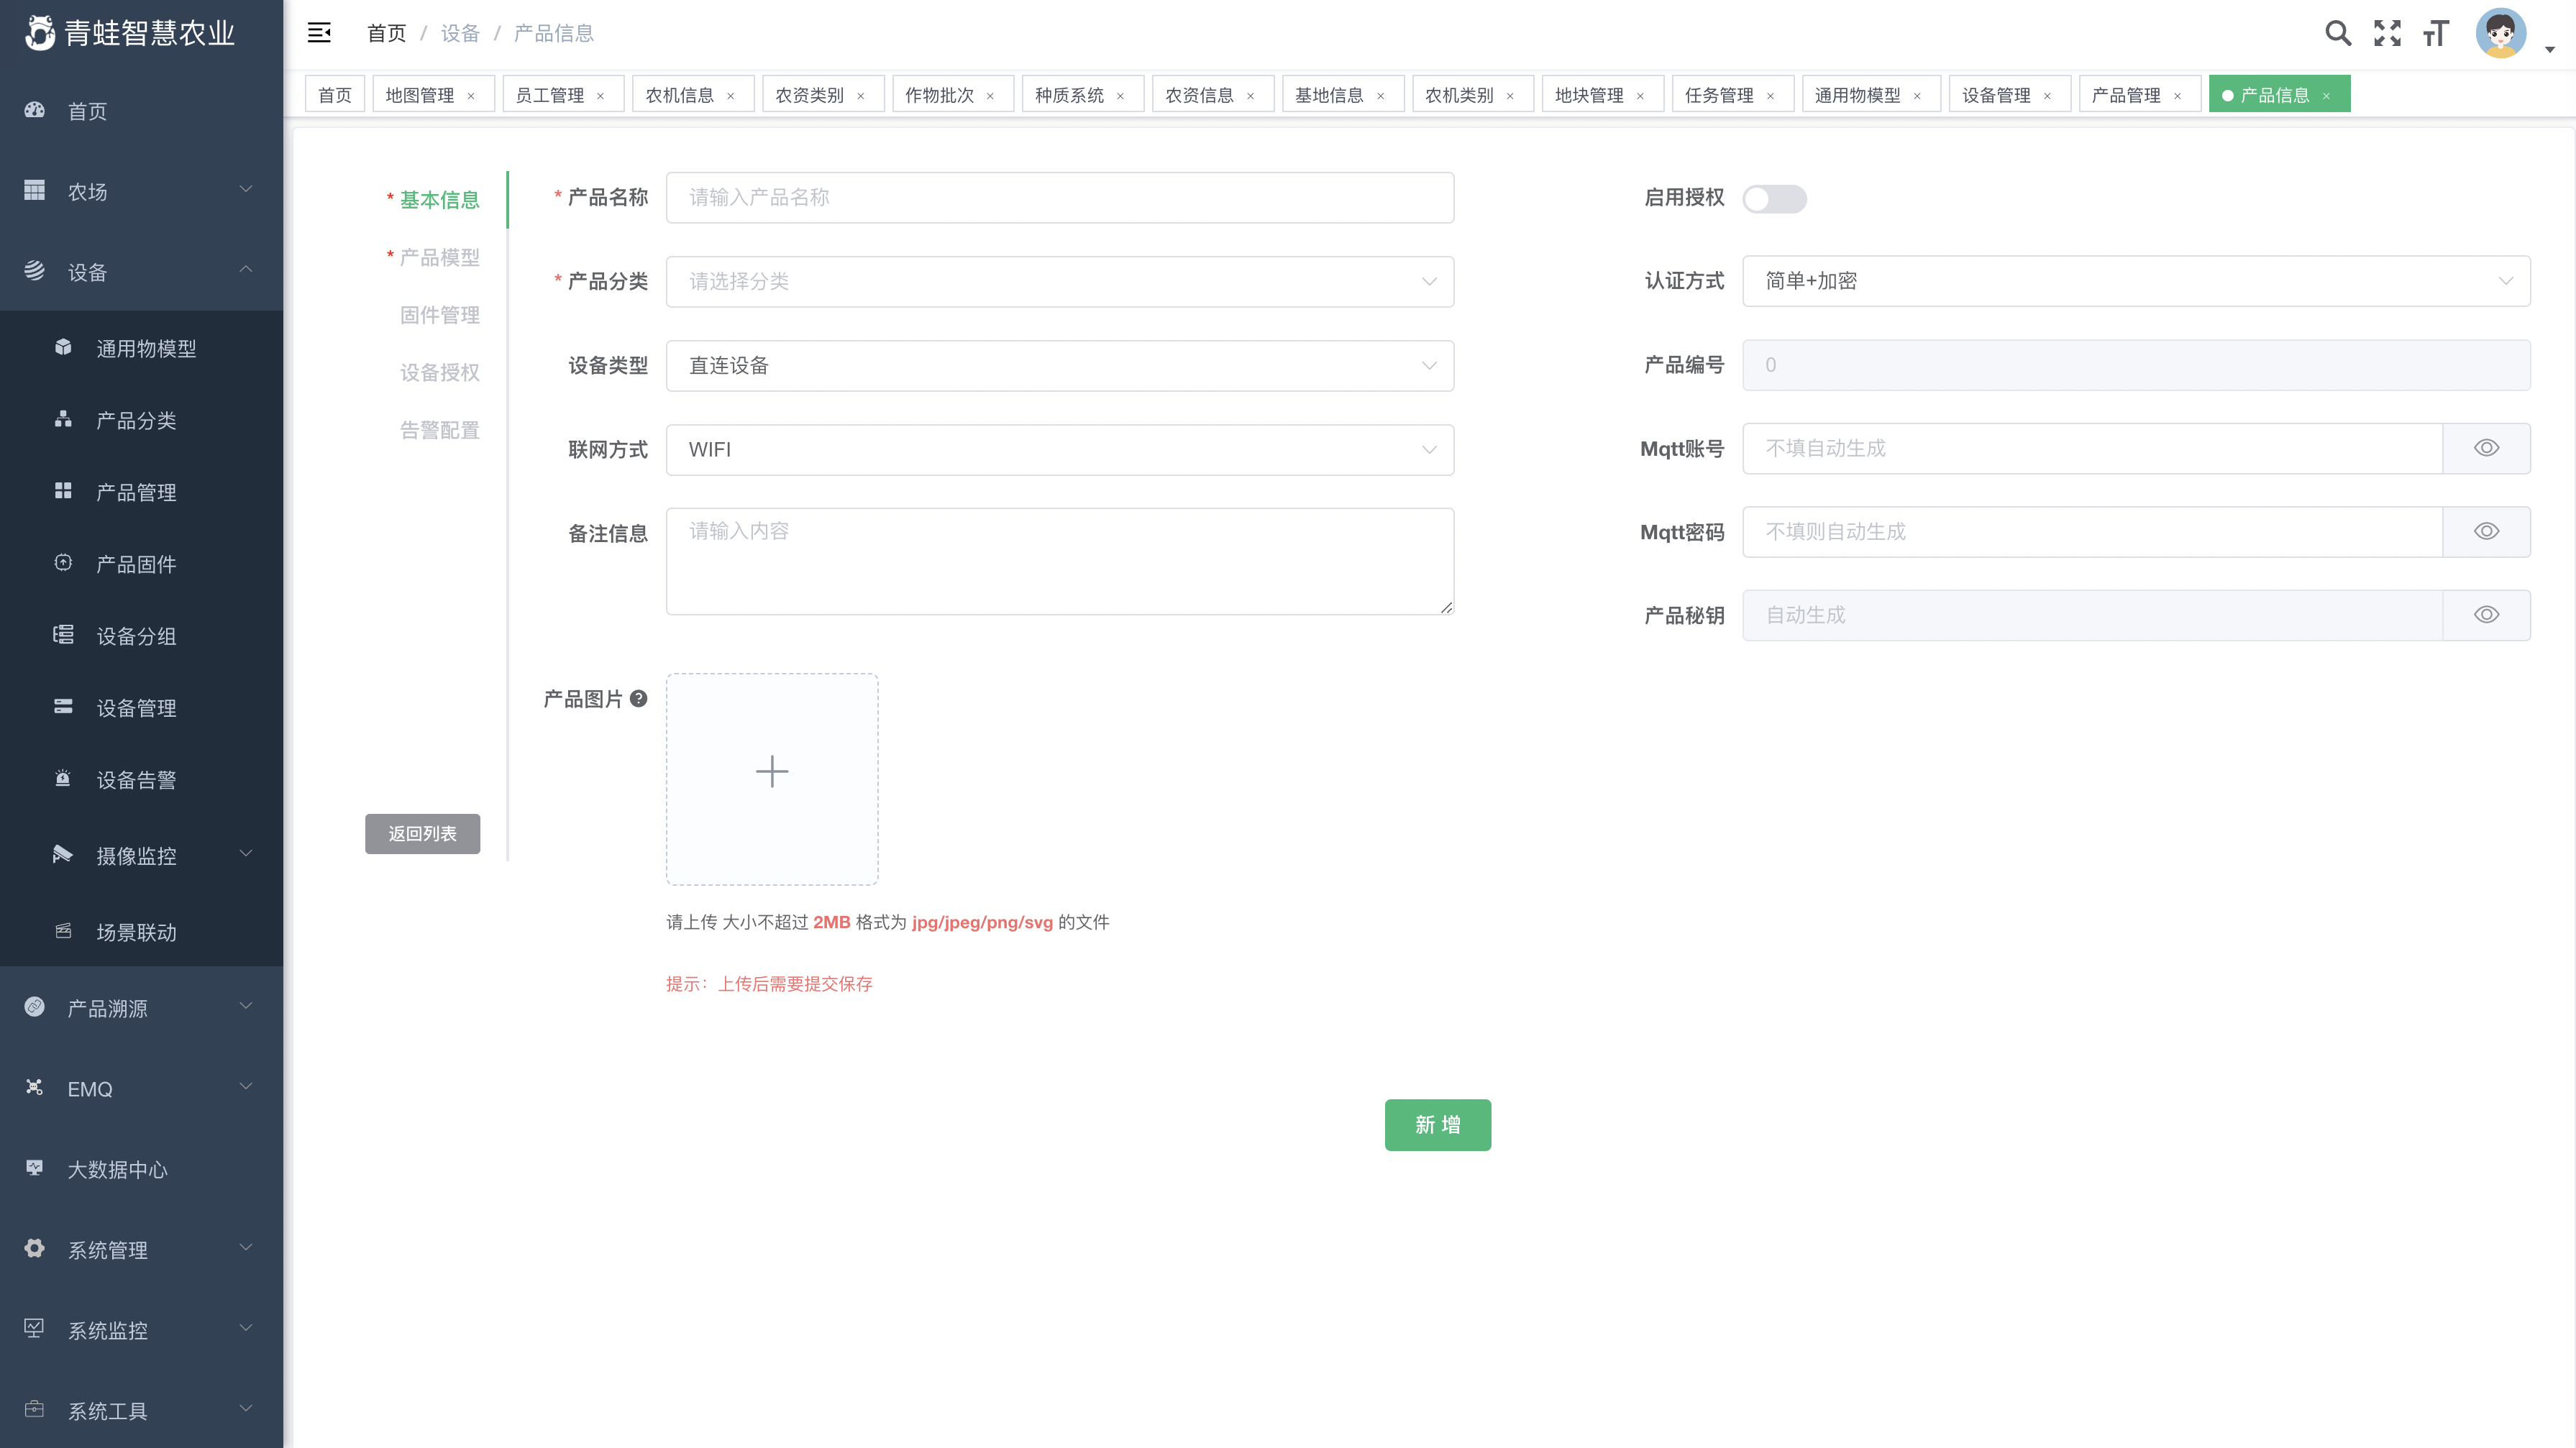 青蛙智慧农业
首页
农场
设备
通用物模型
产品分类
产品管理
产品固件
设备分组
设备管理
设备告警
摄像监控
场景联动
产品溯源
EMQ
大数据中心
系统管理
系统监控
系统工具
首页 / 设备 / 产品信息
首页 地图管理 × 员工管理 × 农机信息 × 农资类别 × 作物批次 × 种质系统 × 农资信息 × 基地信息 × 农机类别 × 地块管理 × 任务管理 × 通用物模型 × 设备管理 × 产品管理 × 产品信息 ×
* 基本信息
* 产品模型
固件管理
设备授权
告警配置
返回列表
* 产品名称 请输入产品名称
* 产品分类 请选择分类
设备类型 直连设备
联网方式 WIFI
备注信息 请输入内容
产品图片
请上传 大小不超过 2MB 格式为 jpg/jpeg/png/svg 的文件
提示：上传后需要提交保存
启用授权
认证方式 简单+加密
产品编号 0
Mqtt账号 不填自动生成
Mqtt密码 不填则自动生成
产品秘钥 自动生成
新 增